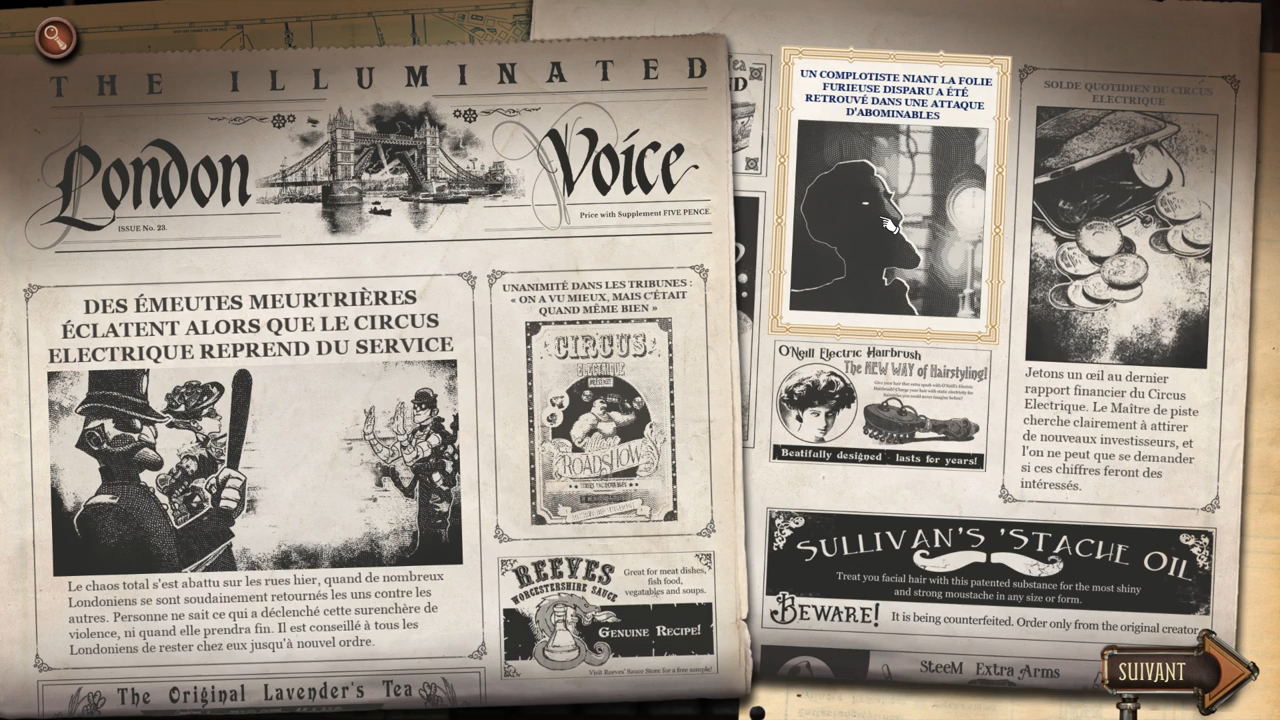 THE ILLUMINATED
London Voice
ISSUE No. 23.
Price with Supplement FIVE PENCE.
DES ÉMEUTES MEURTRIÈRES
ÉCLATENT ALORS QUE LE CIRCUS
ELECTRIQUE REPREND DU SERVICE
Le chaos total s'est abattu sur les rues hier, quand de nombreux
Londoniens se sont soudainement retournés les uns contre les
autres. Personne ne sait ce qui a déclenché cette surenchère de
violence, ni quand elle prendra fin. Il est conseillé à tous les
Londoniens de rester chez eux jusqu'à nouvel ordre.
The Original Lavender's Tea
UNANIMITÉ DANS LES TRIBUNES :
« ON A VU MIEUX, MAIS C'ÉTAIT
QUAND MÊME BIEN »
CIRCUS
ELECTRIQUE
ROADSHOW
REEVES
WORCESTERSHIRE SAUCE
Great for meat dishes,
fish food,
vegatables and soups.
GENUINE RECIPE!
Visit Reeves' Sauce Store for a free sample!
Tea
UN COMPLOTISTE NIANT LA FOLIE
FURIEUSE DISPARU A ÉTÉ
RETROUVÉ DANS UNE ATTAQUE
D'ABOMINABLES
O'Neill Electric Hairbrush
The NEW WAY of Hairstyling!
Beatifully designed - lasts for years!
SOLDE QUOTIDIEN DU CIRCUS
ELECTRIQUE
Jetons un œil au dernier
rapport financier du Circus
Electrique. Le Maître de piste
cherche clairement à attirer
de nouveaux investisseurs, et
l'on ne peut que se demander
si ces chiffres feront des
intéressés.
SULLIVAN'S 'STACHE OIL
Treat you facial hair with this patented substance for the most shiny
and strong moustache in any size or form.
BEWARE! It is being counterfeited. Order only from the original creator
SteeM Extra Arms
SUIVANT